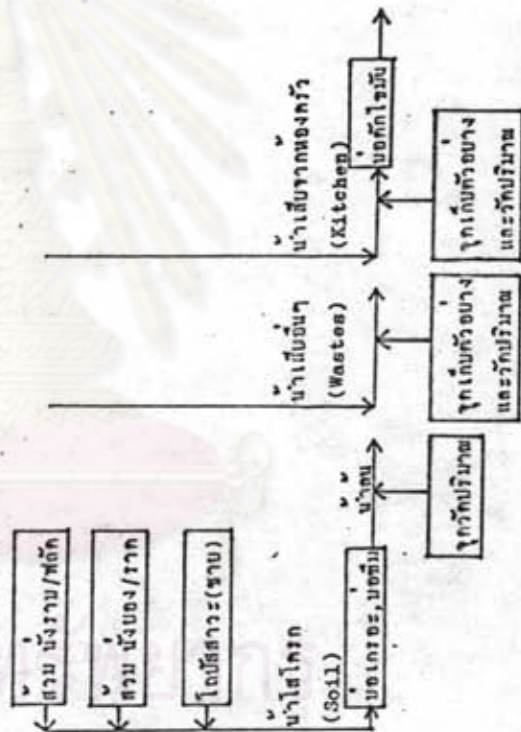 ส้วม นั่งราบ/ฟลัค
ส้วม นั่งยอง/ราด
โถปัสสาวะ(ชาย)
น้ำโสโครก
(Soil)
บ่อเกรอะ,บ่อซึม
น้ำล้น
จุดวัดปริมาณ
น้ำเสียอื่นๆ
(Wastes)
จุดเก็บตัวอย่าง
และวัดปริมาณ
น้ำเสียจากห้องครัว
(Kitchen)
บ่อดักไขมัน
จุดเก็บตัวอย่าง
และวัดปริมาณ